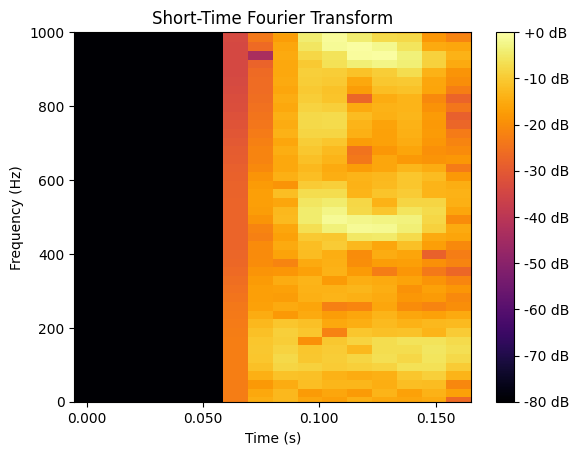 Short-Time Fourier Transform
1000
800
600
400
200
0
Frequency (Hz)
0.000
0.050
0.100
0.150
Time (s)
+0 dB
-10 dB
-20 dB
-30 dB
-40 dB
-50 dB
-60 dB
-70 dB
-80 dB